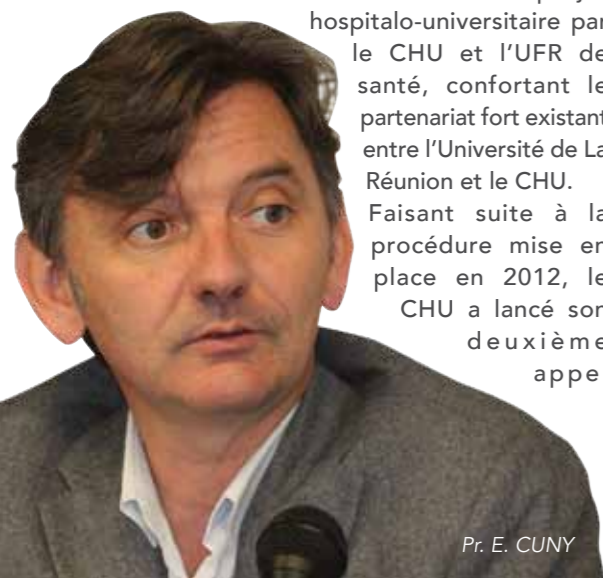 hospitalo-universitaire par
le CHU et l’UFR de
santé, confortant le
partenariat fort existant
entre l’Université de La
Réunion et le CHU.
Faisant suite à la
procédure mise en
place en 2012, le
CHU a lancé son
deuxième
appe
Pr. E. CUNY